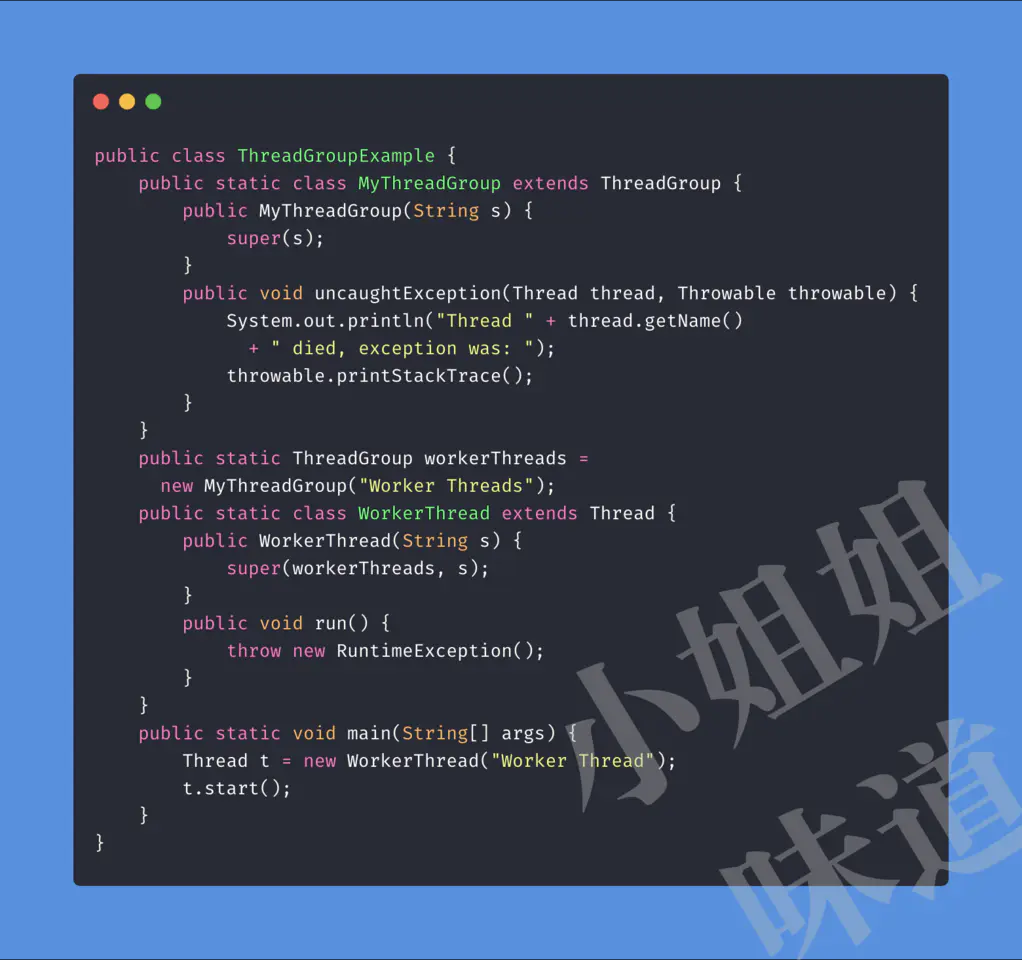 public class ThreadGroupExample {
    public static class MyThreadGroup extends ThreadGroup {
        public MyThreadGroup(String s) {
            super(s);
        }
        public void uncaughtException(Thread thread, Throwable throwable) {
            System.out.println("Thread " + thread.getName()
              + " died, exception was: ");
            throwable.printStackTrace();
        }
    }
    public static ThreadGroup workerThreads =
      new MyThreadGroup("Worker Threads");
    public static class WorkerThread extends Thread {
        public WorkerThread(String s) {
            super(workerThreads, s);
        }
        public void run() {
            throw new RuntimeException();
        }
    }
    public static void main(String[] args) {
        Thread t = new WorkerThread("Worker Thread");
        t.start();
    }
}
小姐姐
味道